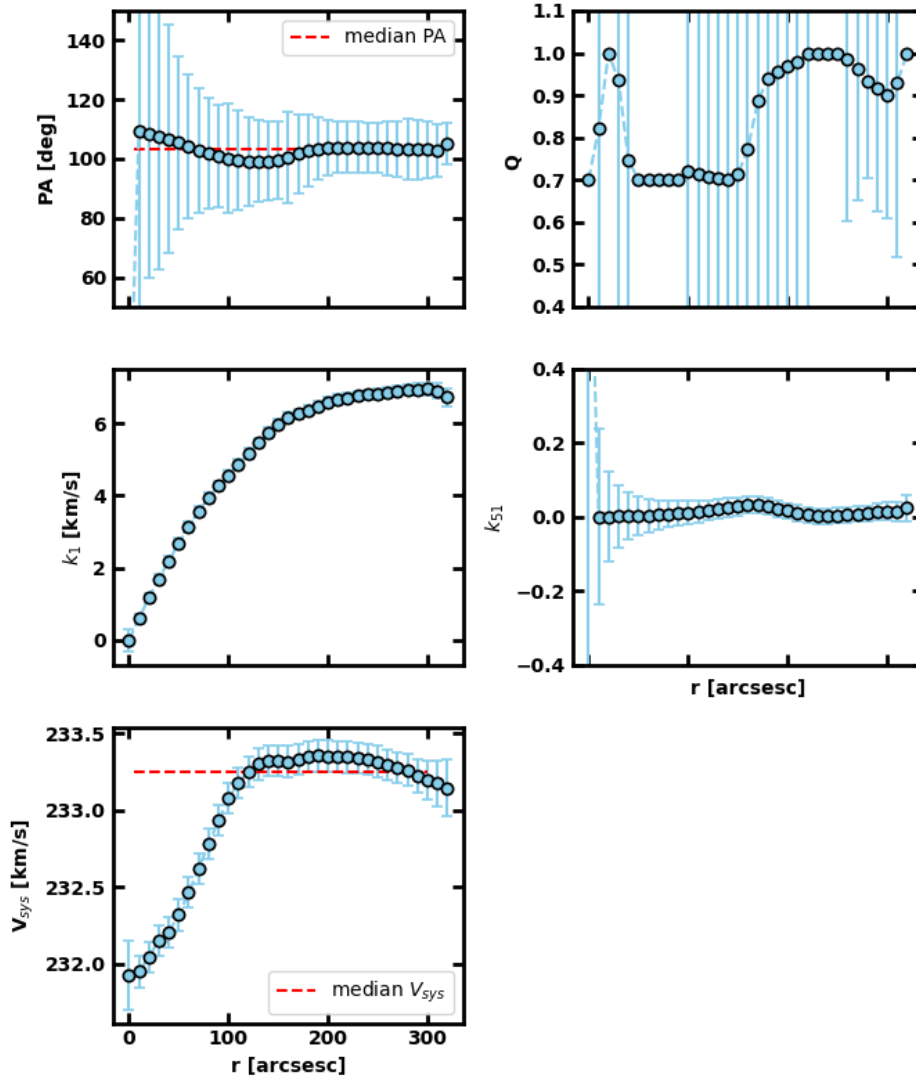 140
120
100
80
60
PA [deg]
median PA
1.1
1.0
0.9
0.8
0.7
0.6
0.5
0.4
Q
6
4
2
0
k₁ [km/s]
0.4
0.2
0.0
−0.2
−0.4
k₅₁
r [arcsesc]
233.5
233.0
232.5
232.0
V_sys [km/s]
median V_sys
0 100 200 300
r [arcsesc]